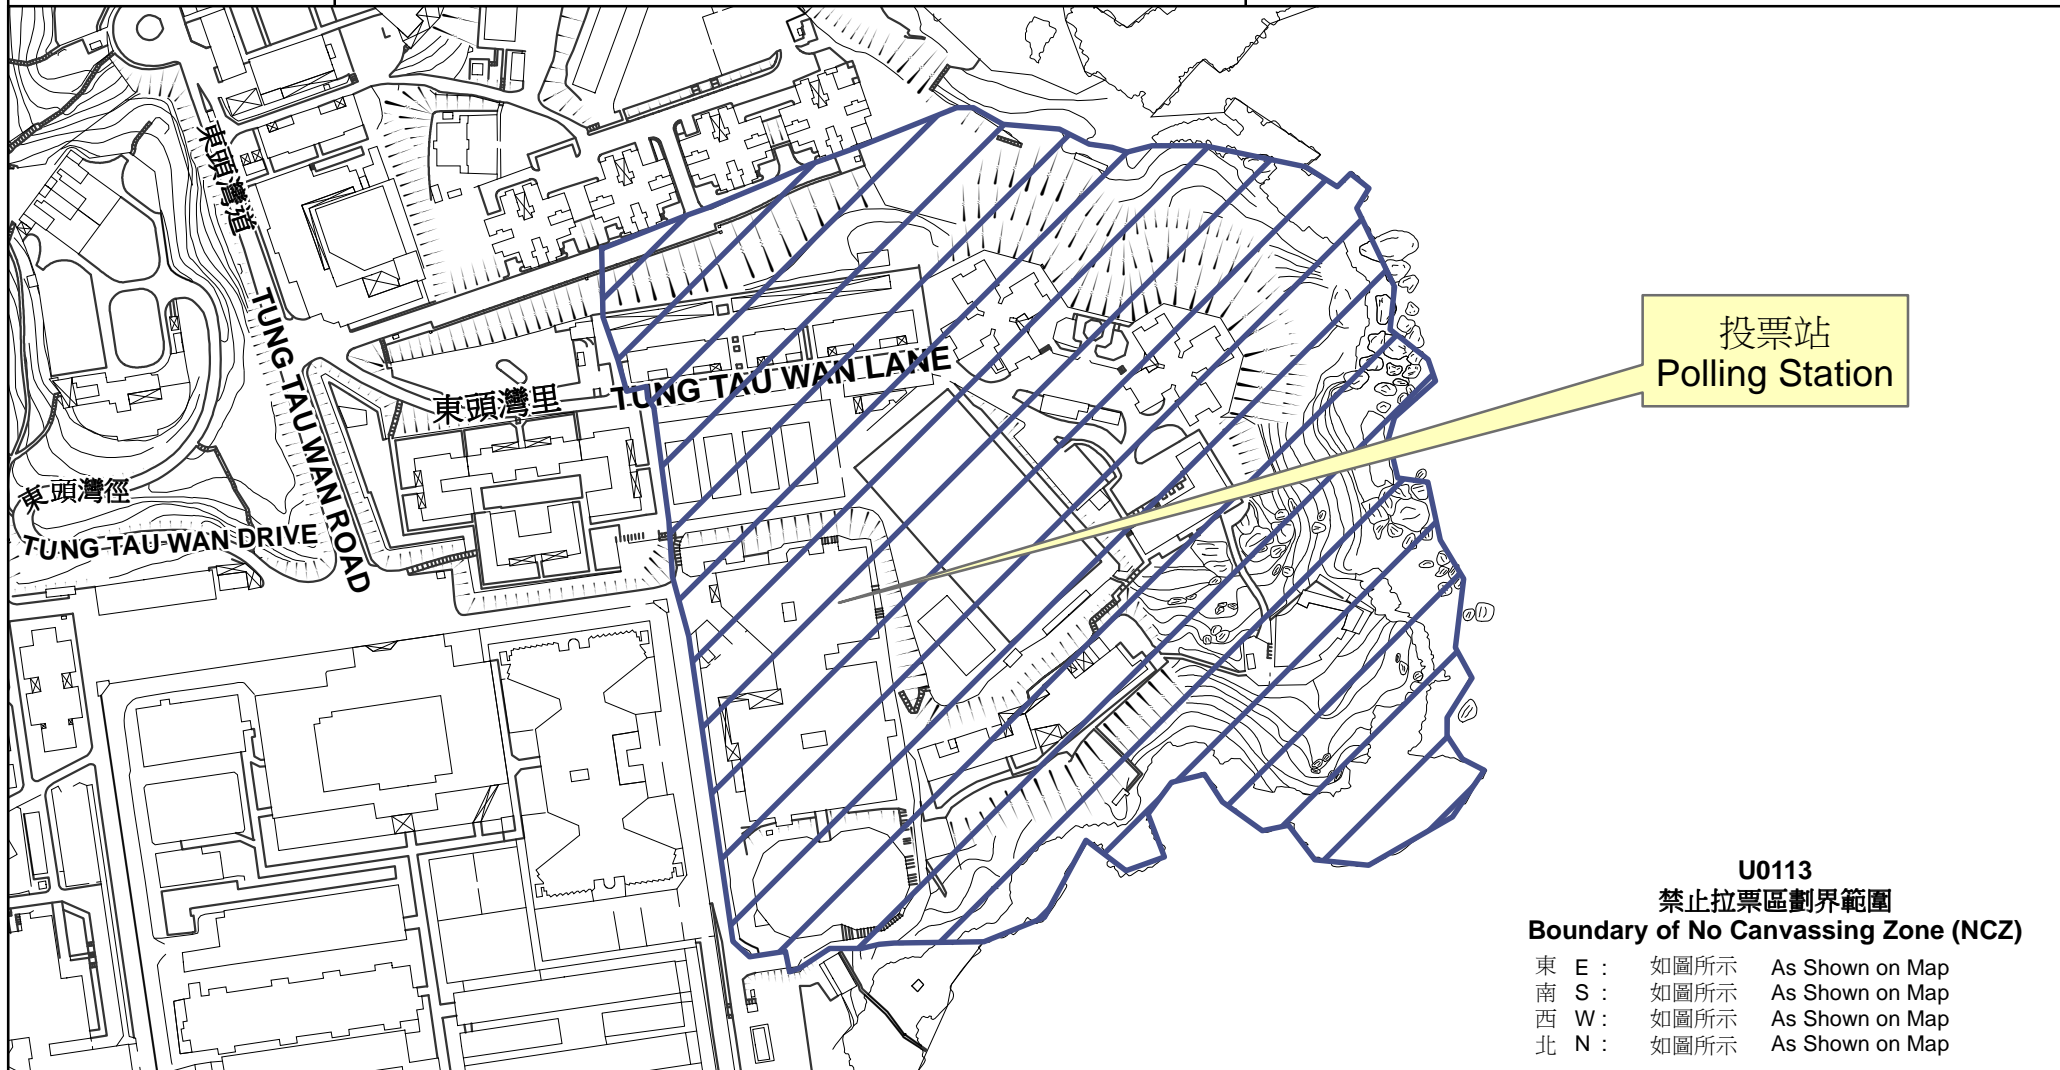 東頭灣道
TUNG TAU WAN ROAD
東頭灣里
TUNG TAU WAN LANE
東頭灣徑
TUNG TAU WAN DRIVE
投票站
Polling Station
U0113
禁止拉票區劃界範圍
Boundary of No Canvassing Zone (NCZ)
東 E : 如圖所示 As Shown on Map
南 S : 如圖所示 As Shown on Map
西 W : 如圖所示 As Shown on Map
北 N : 如圖所示 As Shown on Map